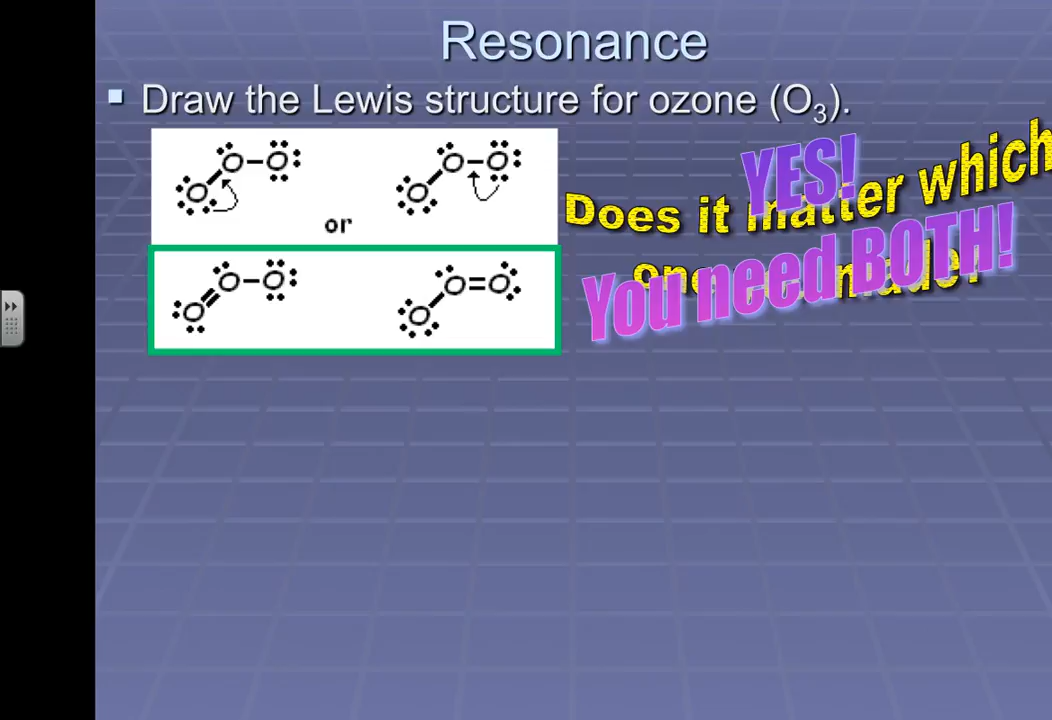 Resonance
Draw the Lewis structure for ozone (O₃).
O–O
O
O–O
O
or
O–O
O
O=O
O
YES!
Does it matter which
You need BOTH!